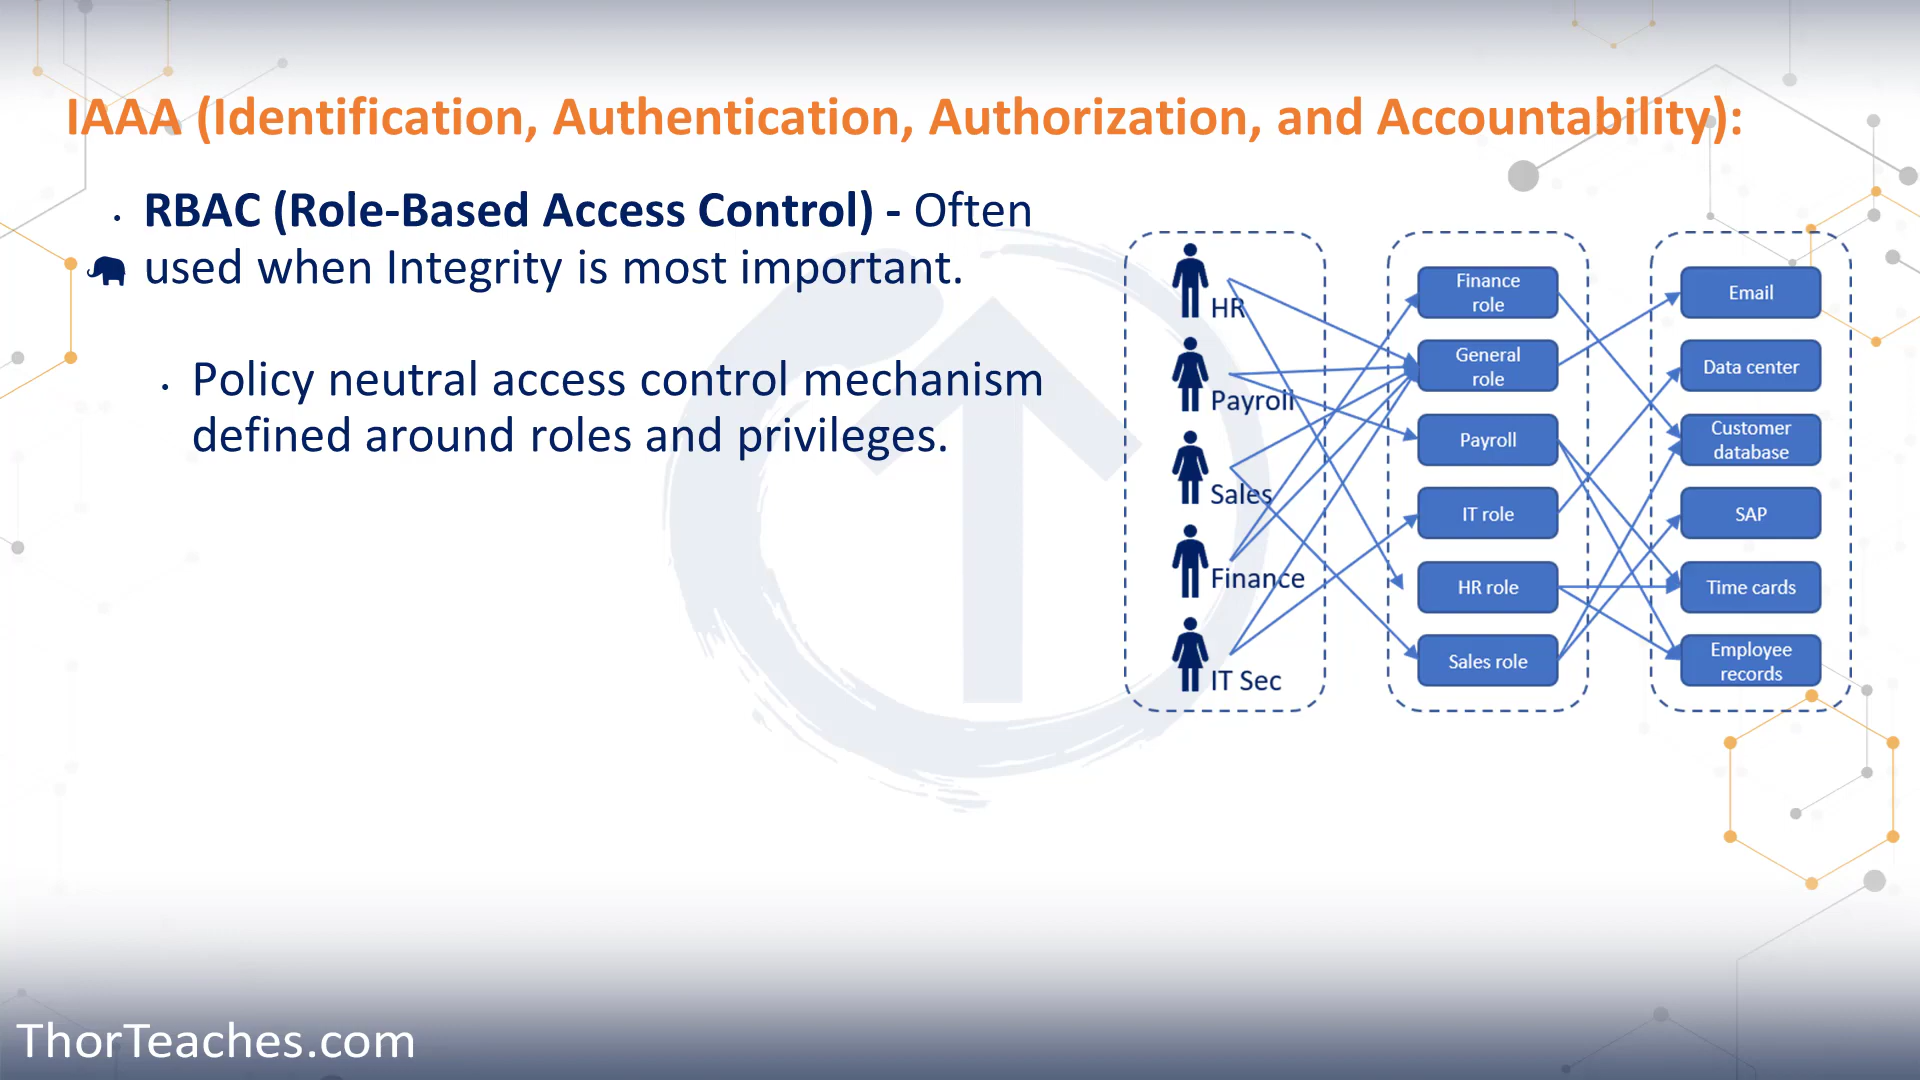 IAAA (Identification, Authentication, Authorization, and Accountability):
RBAC (Role-Based Access Control) - Often
used when Integrity is most important.
Policy neutral access control mechanism
defined around roles and privileges.
HR
Payroll
Sales
Finance
IT Sec
Finance
role
General
role
Payroll
IT role
HR role
Sales role
Email
Data center
Customer
database
SAP
Time cards
Employee
records
ThorTeaches.com